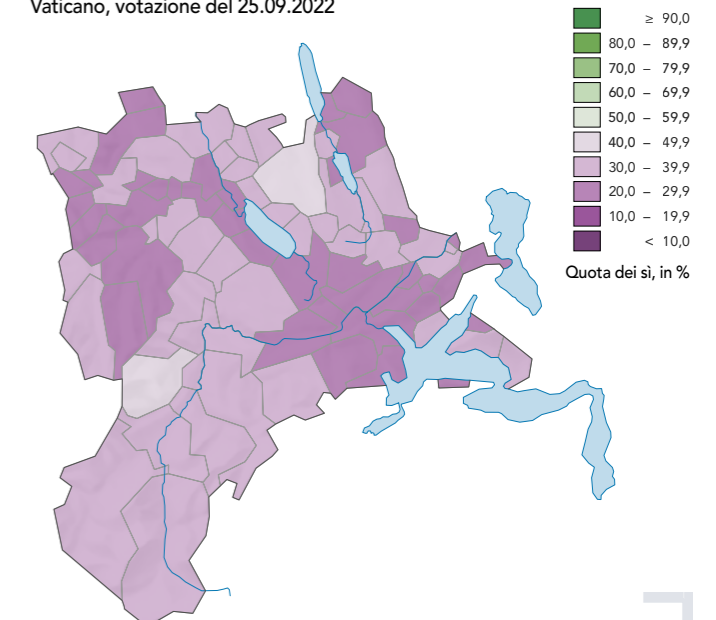 Vaticano, votazione del 25.09.2022
≥ 90,0
80,0 – 89,9
70,0 – 79,9
60,0 – 69,9
50,0 – 59,9
40,0 – 49,9
30,0 – 39,9
20,0 – 29,9
10,0 – 19,9
< 10,0
Quota dei sì, in %